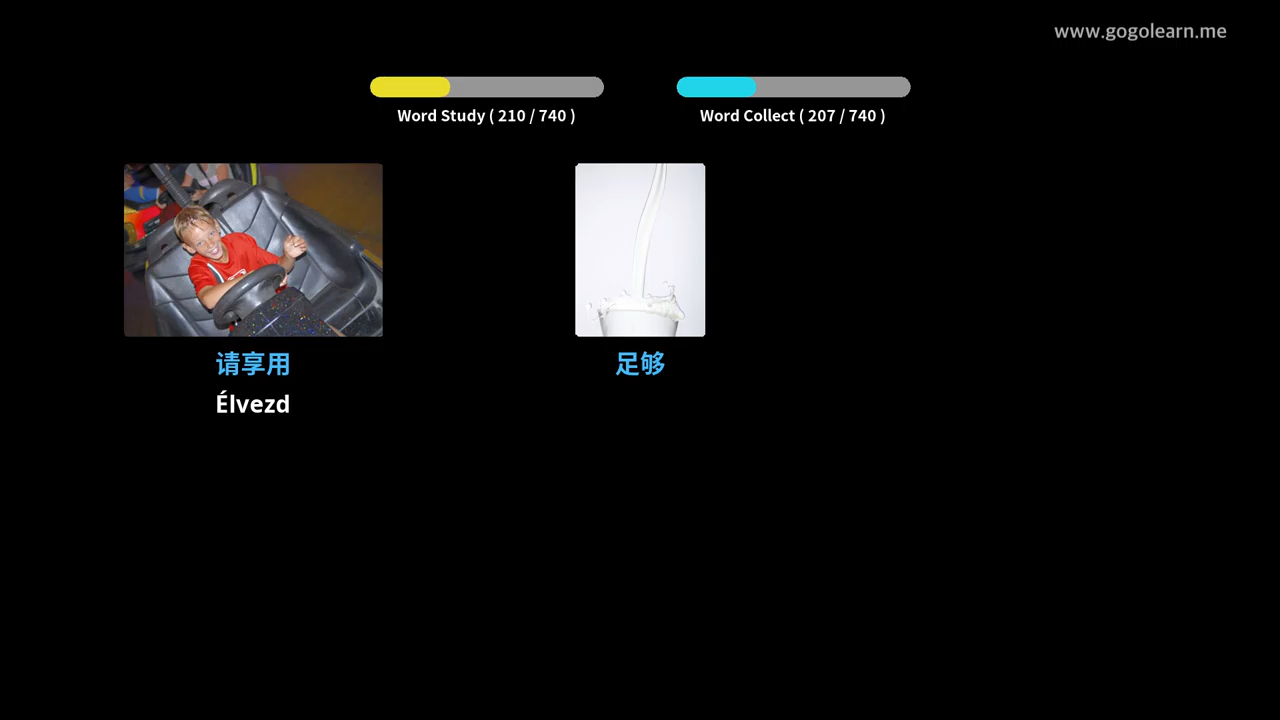 www.gogolearn.me
Word Study ( 210 / 740 )
Word Collect ( 207 / 740 )
请享用
Élvezd
足够